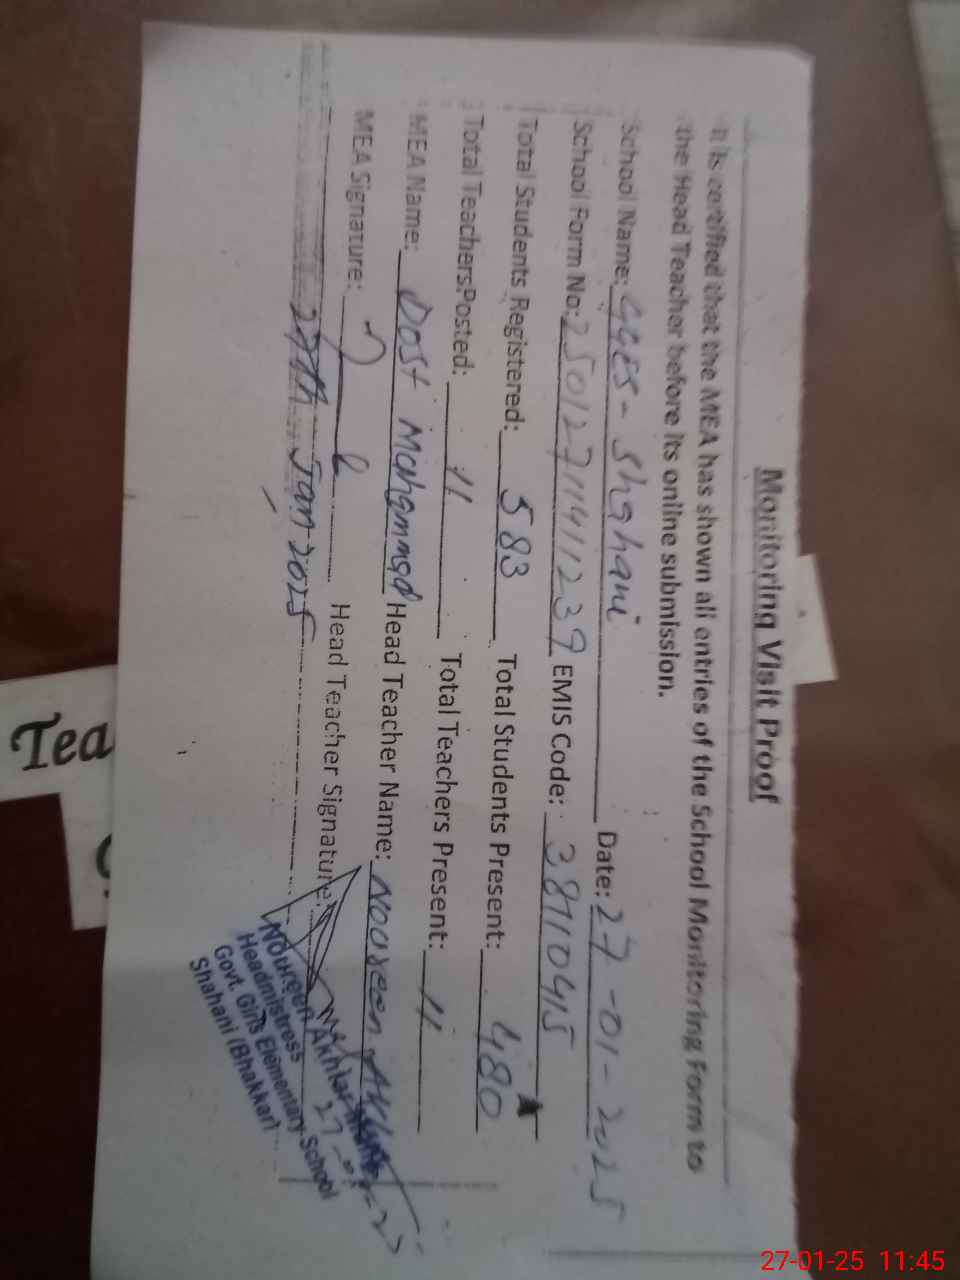 Monitoring Visit Proof
It is certified that the MEA has shown all entries of the School Monitoring Form to
the Head Teacher before its online submission.
School Name: GGES - Shahani Date: 27-01-2025
School Form No: 25012711411239 EMIS Code: 38110415
Total Students Registered: 583 Total Students Present: 480
Total TeachersPosted: 11 Total Teachers Present: 11
MEA Name: Dost Mohammad Head Teacher Name: Noureen Akhtar
MEA Signature: Head Teacher Signature:
27th Jan 2025
Noureen Akhtar
Headmistress
Govt. Girls Elementary School
Shahani (Bhakkar)
Tea
27-01-25 11:45